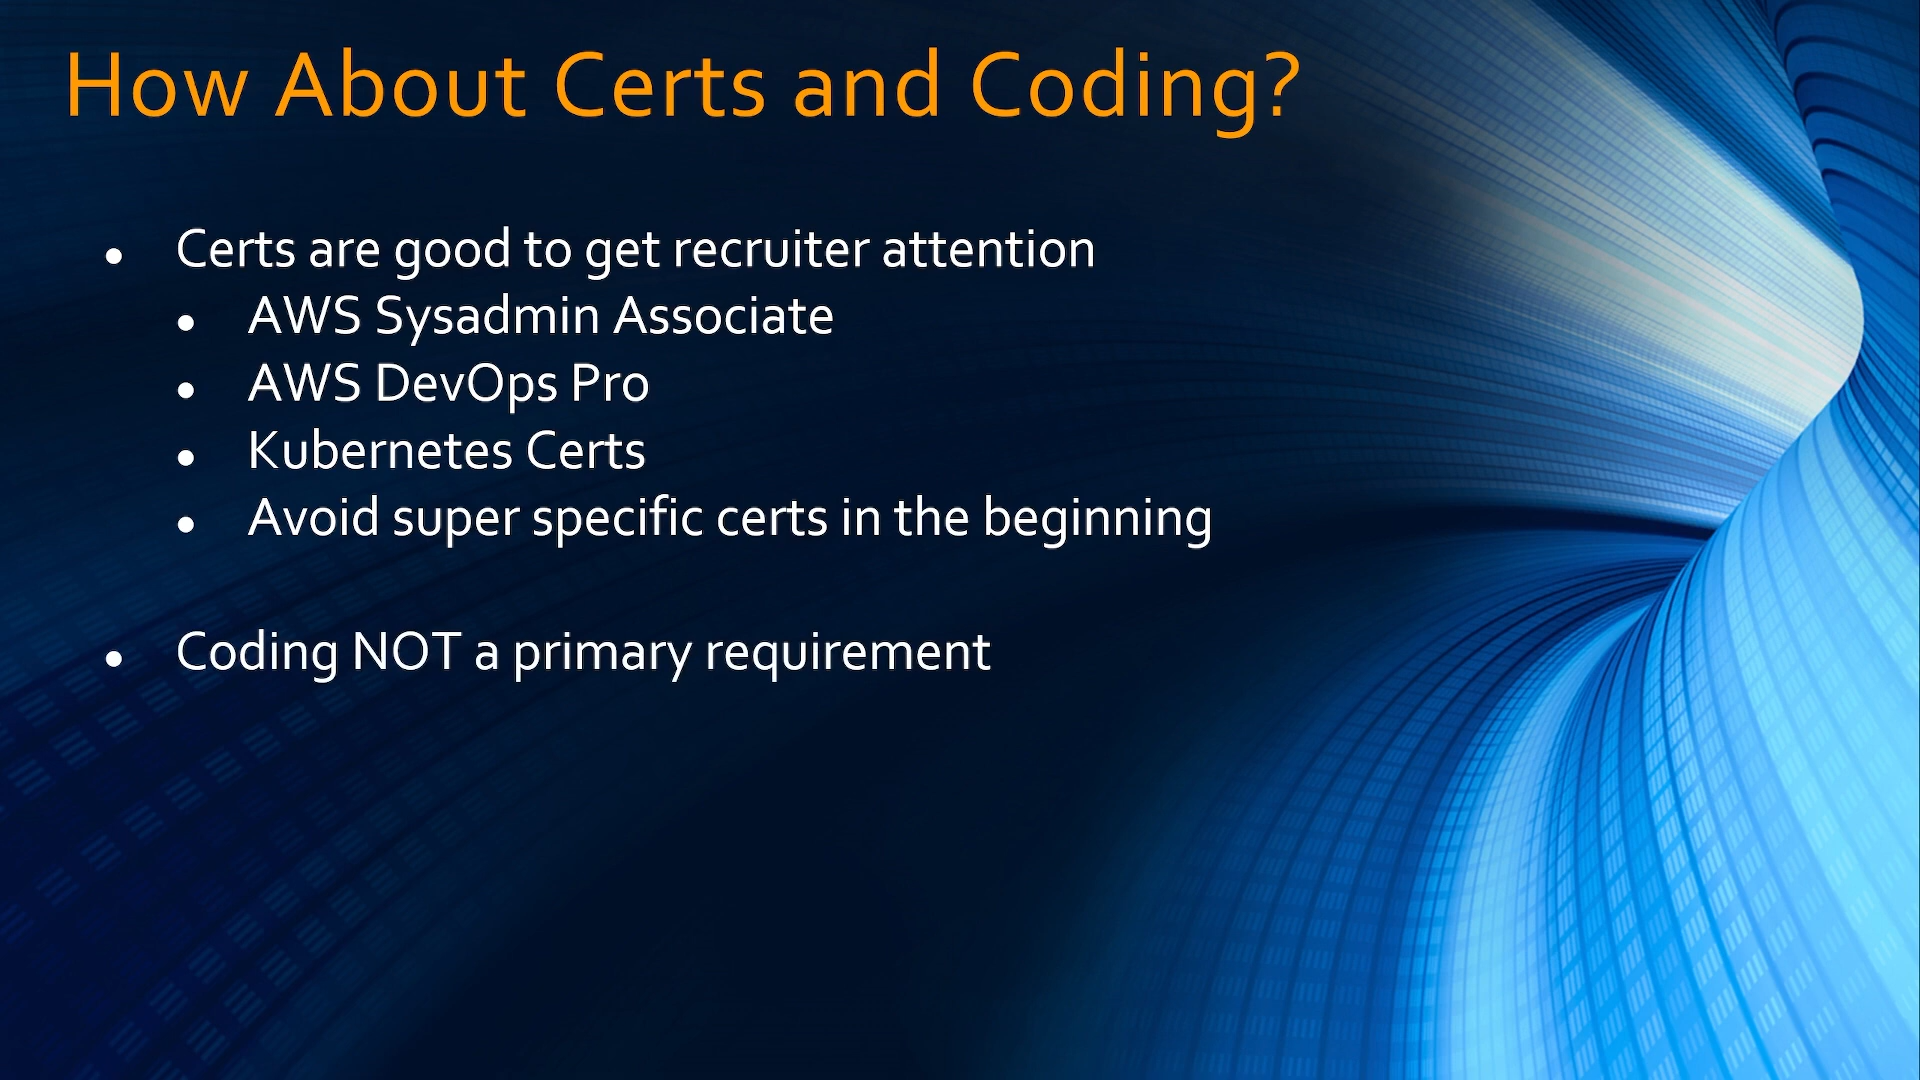 How About Certs and Coding?
• Certs are good to get recruiter attention
• AWS Sysadmin Associate
• AWS DevOps Pro
• Kubernetes Certs
• Avoid super specific certs in the beginning
• Coding NOT a primary requirement